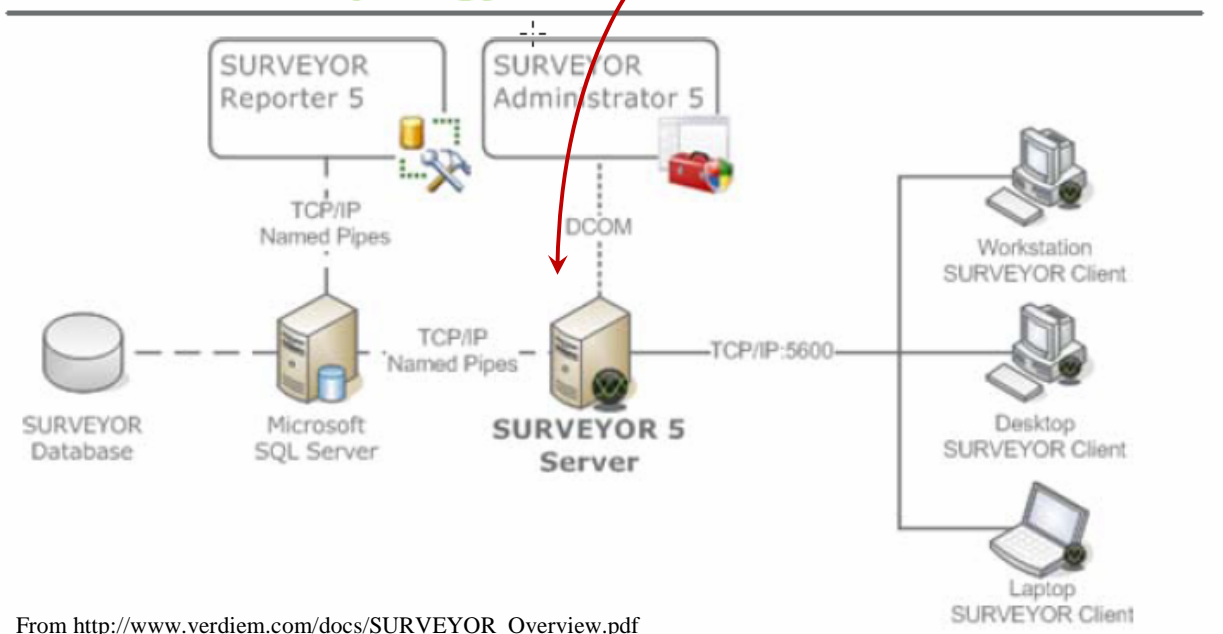 SURVEYOR
Reporter 5
SURVEYOR
Administrator 5
TCP/IP
Named Pipes
DCOM
Workstation
SURVEYOR Client
TCP/IP
Named Pipes
TCP/IP:5600
SURVEYOR
Database
Microsoft
SQL Server
SURVEYOR 5
Server
Desktop
SURVEYOR Client
Laptop
SURVEYOR Client
From http://www.verdiem.com/docs/SURVEYOR_Overview.pdf